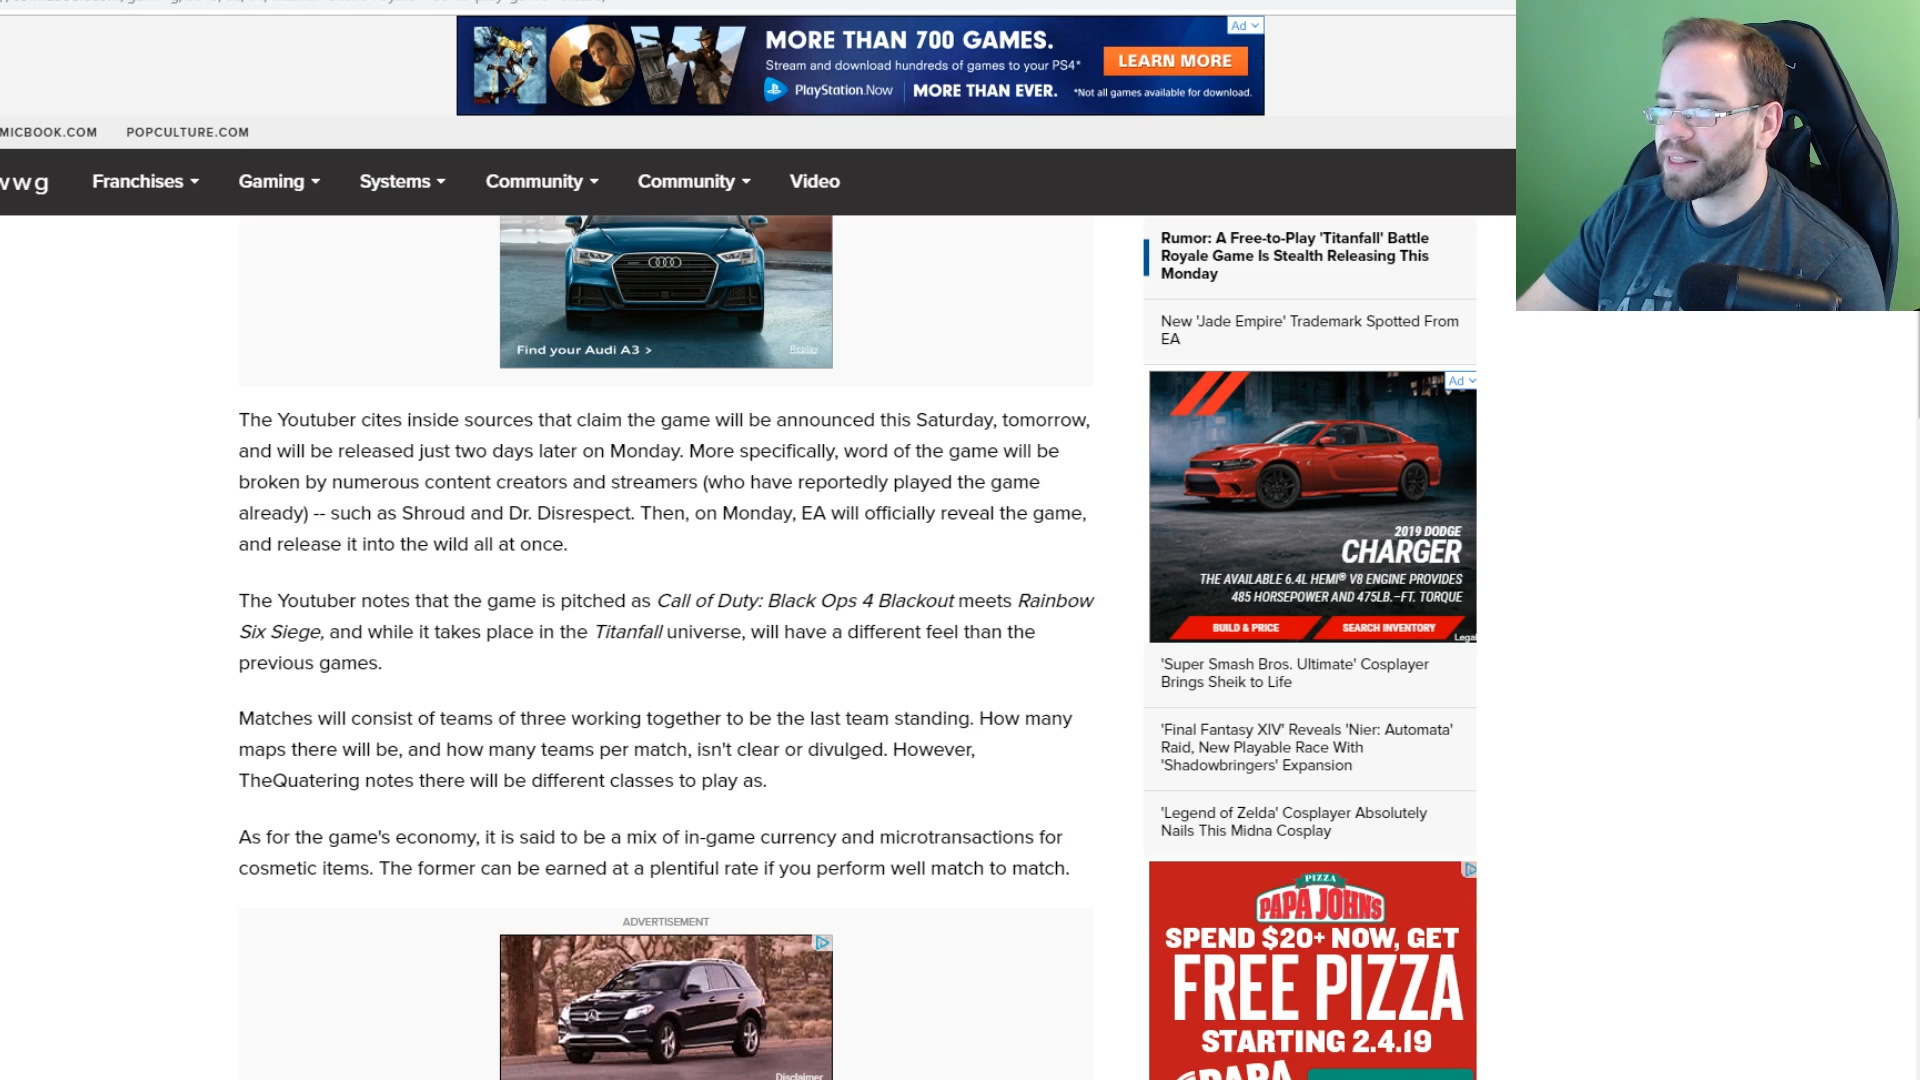 MORE THAN 700 GAMES.
Ad
Stream and download hundreds of games to your PS4*
LEARN MORE
NOW
PlayStation Now
MORE THAN EVER.
*Not all games available for download.
MICBOOK.COM POPCULTURE.COM
wwg Franchises Gaming Systems Community Community Video
Find your Audi A3 >
Replay
The Youtuber cites inside sources that claim the game will be announced this Saturday, tomorrow,
and will be released just two days later on Monday. More specifically, word of the game will be
broken by numerous content creators and streamers (who have reportedly played the game
already) -- such as Shroud and Dr. Disrespect. Then, on Monday, EA will officially reveal the game,
and release it into the wild all at once.
The Youtuber notes that the game is pitched as Call of Duty: Black Ops 4 Blackout meets Rainbow
Six Siege, and while it takes place in the Titanfall universe, will have a different feel than the
previous games.
Matches will consist of teams of three working together to be the last team standing. How many
maps there will be, and how many teams per match, isn't clear or divulged. However,
TheQuatering notes there will be different classes to play as.
As for the game's economy, it is said to be a mix of in-game currency and microtransactions for
cosmetic items. The former can be earned at a plentiful rate if you perform well match to match.
ADVERTISEMENT
Disclaimer
Rumor: A Free-to-Play 'Titanfall' Battle
Royale Game Is Stealth Releasing This
Monday
New 'Jade Empire' Trademark Spotted From
EA
Ad
2019 DODGE
CHARGER
THE AVAILABLE 6.4L HEMI® V8 ENGINE PROVIDES
485 HORSEPOWER AND 475LB.–FT. TORQUE
BUILD & PRICE SEARCH INVENTORY
Legal
'Super Smash Bros. Ultimate' Cosplayer
Brings Sheik to Life
'Final Fantasy XIV' Reveals 'Nier: Automata'
Raid, New Playable Race With
'Shadowbringers' Expansion
'Legend of Zelda' Cosplayer Absolutely
Nails This Midna Cosplay
PIZZA
PAPA JOHNS
SPEND $20+ NOW, GET
FREE PIZZA
STARTING 2.4.19
PAPA